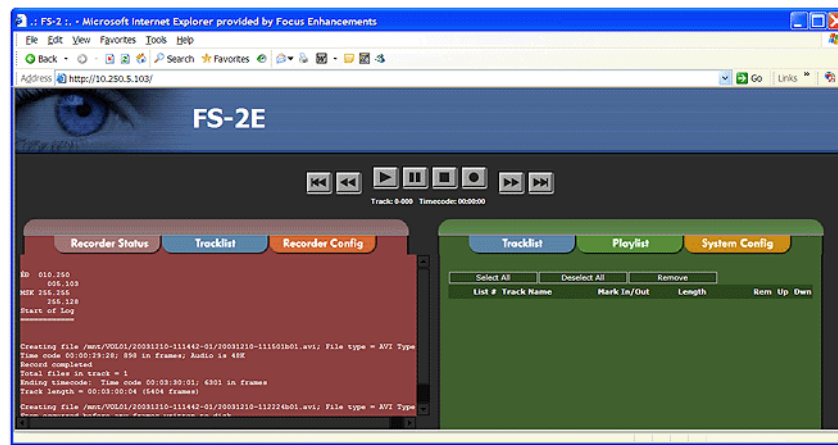 .: FS-2 :. - Microsoft Internet Explorer provided by Focus Enhancements
File Edit View Favorites Tools Help
Back Search Favorites
Address http://10.250.5.103/ Go Links »
FS-2E
Track: 0-000 Timecode: 00:00:00
Recorder Status Tracklist Recorder Config
Tracklist Playlist System Config
Select All Deselect All Remove
List # Track Name Mark In/Out Length Rem Up Dwn
010.250
005.103
MSK 255.255
255.128
Start of Log
============
Creating file /mnt/VOL01/20031210-111442-01/20031210-111501b01.avi; File type = AVI Type
Time code 00:00:29:28; 898 in frames; Audio is 48K
Record completed
Total files in track = 1
Ending timecode: Time code 00:03:30:01; 6301 in frames
Track length = 00:03:00:04 (5404 frames)
Creating file /mnt/VOL01/20031210-111442-01/20031210-112224b01.avi; File type = AVI Type